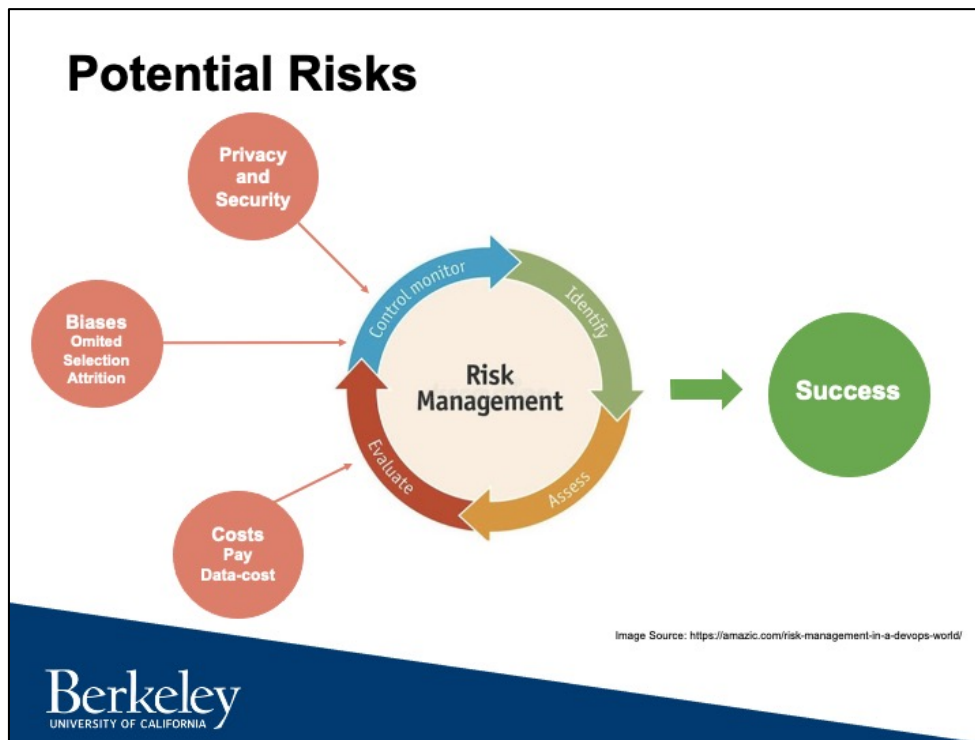 Potential Risks
Privacy
and
Security
Biases
Omited
Selection
Attrition
Costs
Pay
Data-cost
Control monitor
Identify
Assess
Evaluate
Risk
Management
Success
Image Source: https://amazic.com/risk-management-in-a-devops-world/
Berkeley
UNIVERSITY OF CALIFORNIA